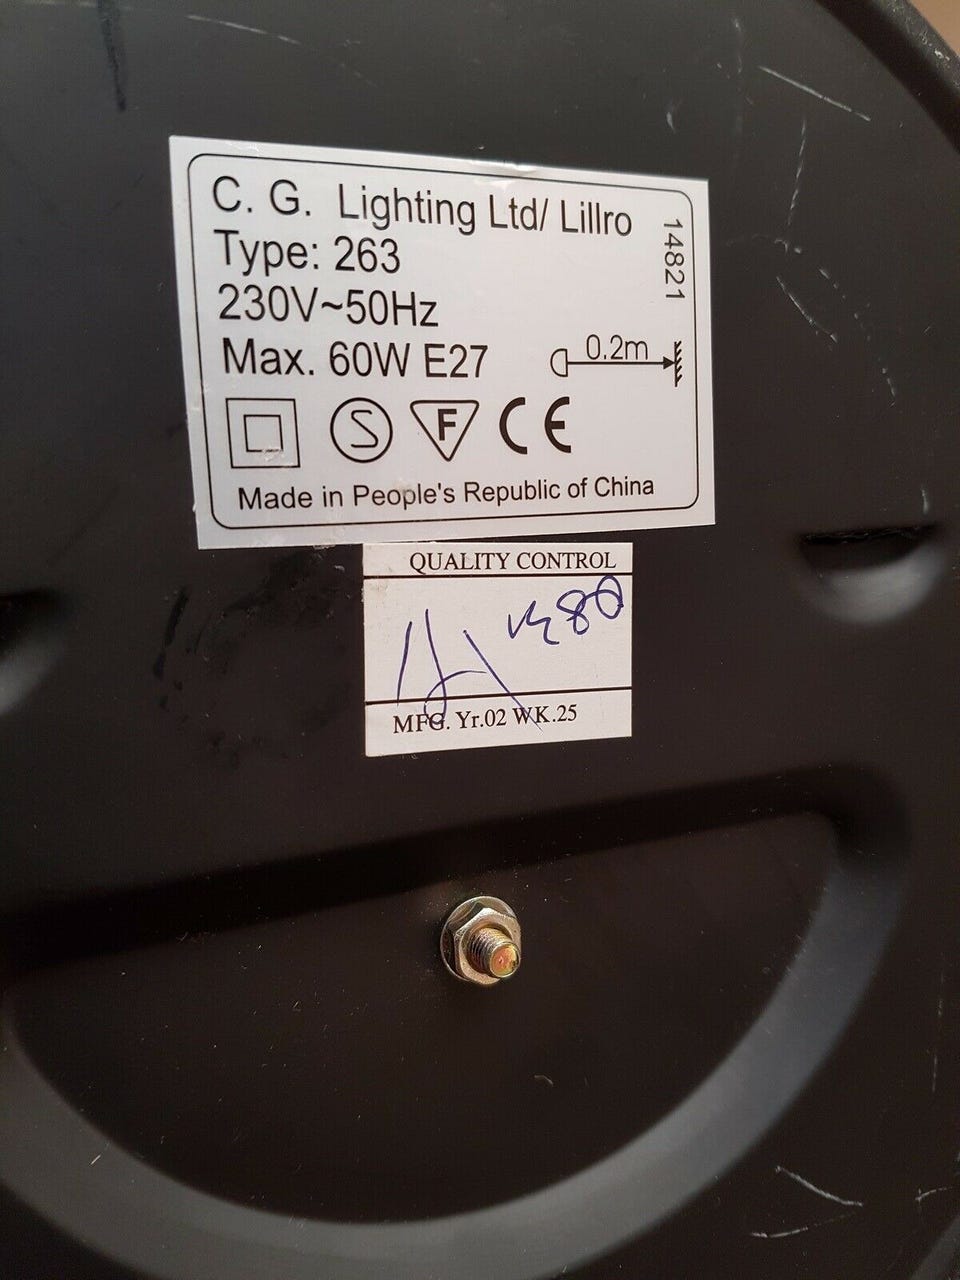 C. G. Lighting Ltd/ Lillro
14821
Type: 263
230V~50Hz
Max. 60W E27
0.2m
S F CE
Made in People's Republic of China
QUALITY CONTROL
MFG. Yr.02 WK.25